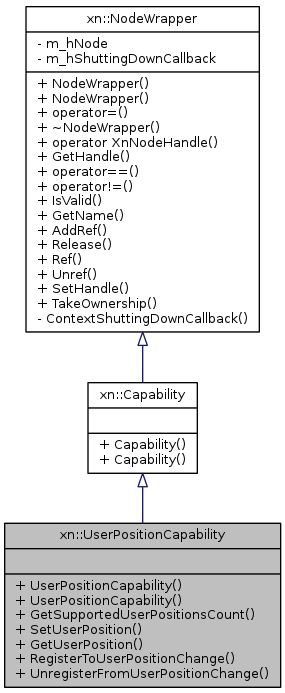 xn::NodeWrapper
- m_hNode
- m_hShuttingDownCallback
+ NodeWrapper()
+ NodeWrapper()
+ operator=()
+ ~NodeWrapper()
+ operator XnNodeHandle()
+ GetHandle()
+ operator==()
+ operator!=()
+ IsValid()
+ GetName()
+ AddRef()
+ Release()
+ Ref()
+ Unref()
+ SetHandle()
+ TakeOwnership()
- ContextShuttingDownCallback()
xn::Capability
+ Capability()
+ Capability()
xn::UserPositionCapability
+ UserPositionCapability()
+ UserPositionCapability()
+ GetSupportedUserPositionsCount()
+ SetUserPosition()
+ GetUserPosition()
+ RegisterToUserPositionChange()
+ UnregisterFromUserPositionChange()